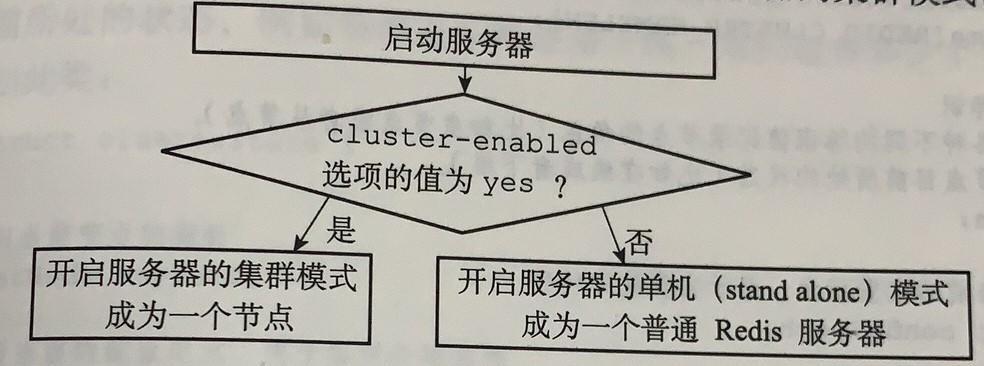 启动服务器
cluster-enabled
选项的值为 yes ？
是
否
开启服务器的集群模式
成为一个节点
开启服务器的单机（stand alone）模式
成为一个普通 Redis 服务器